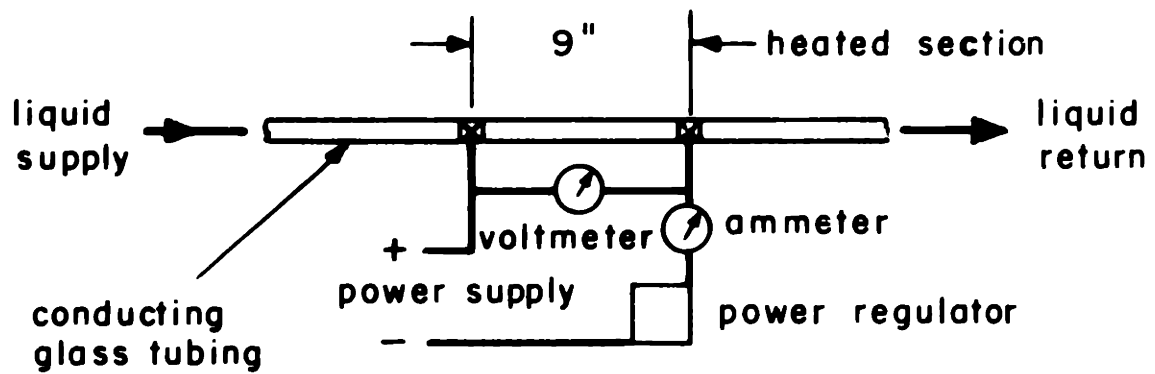 9"
heated section
liquid
supply
liquid
return
voltmeter
ammeter
+
power supply
power regulator
conducting
glass tubing
−